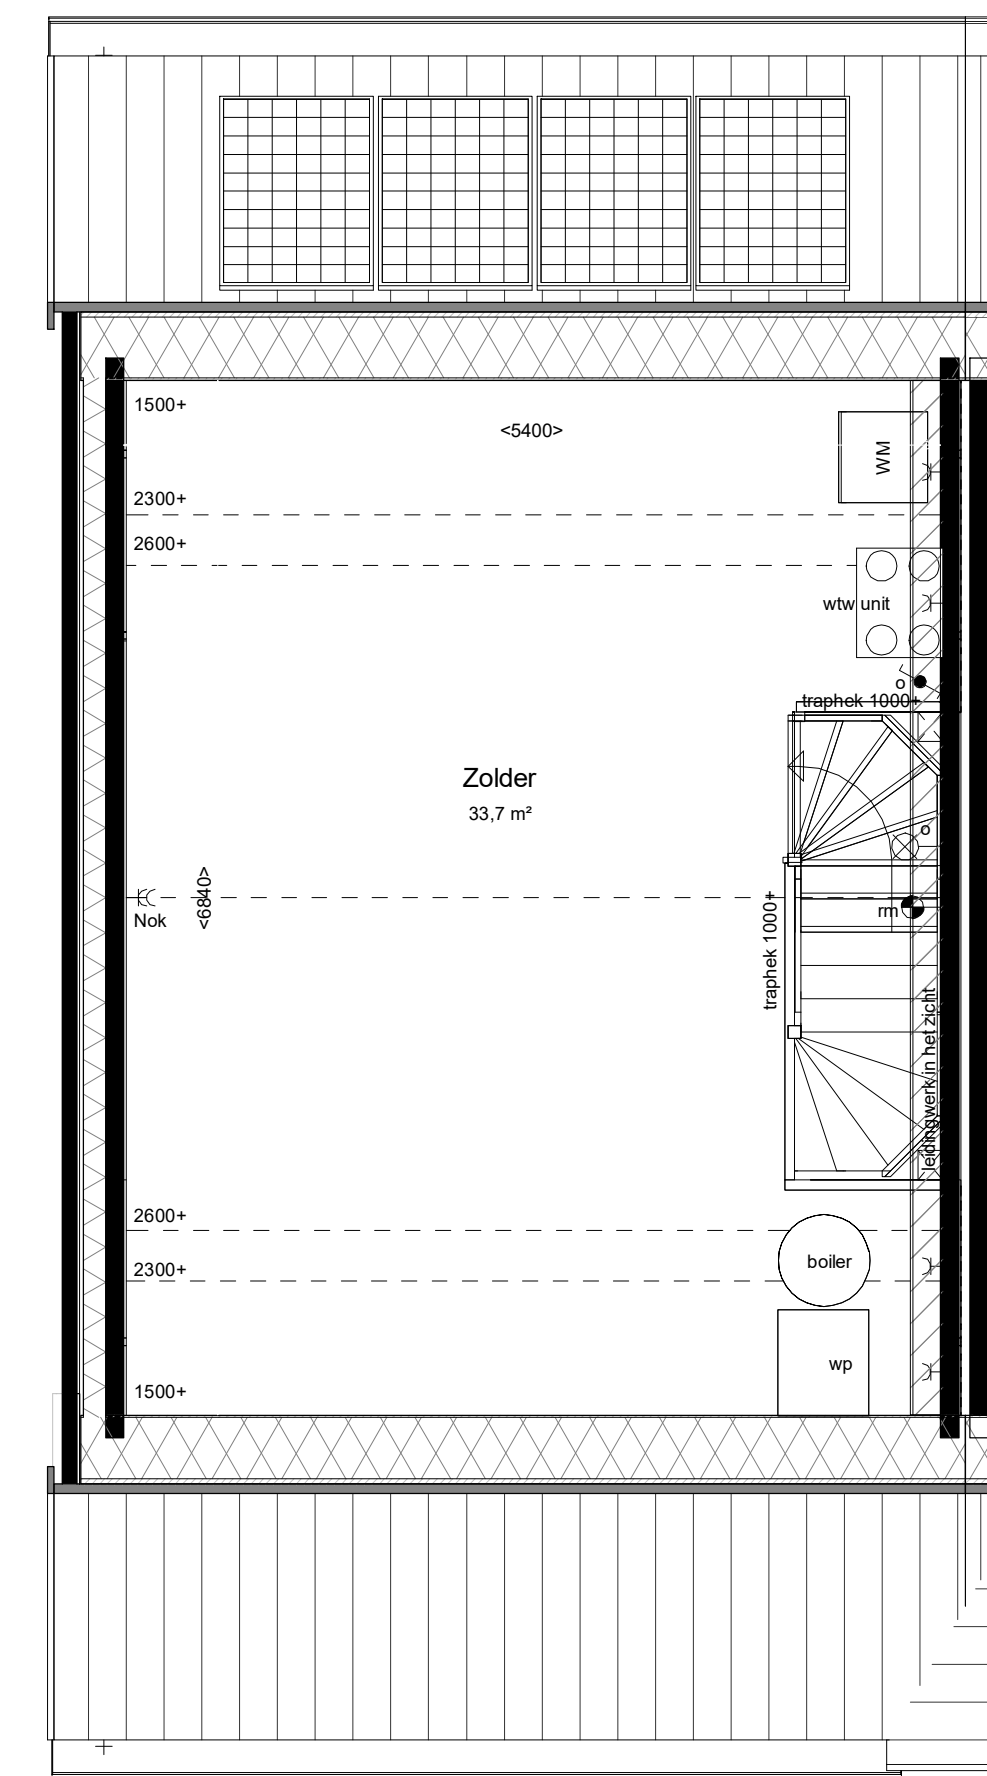 1500+
<5400>
WM
2300+
2600+
wtw unit
o
traphek 1000+
Zolder
33,7 m²
o
<6840>
Nok
traphek 1000+
rm
leidingwerk in het zicht
2600+
2300+
boiler
wp
1500+